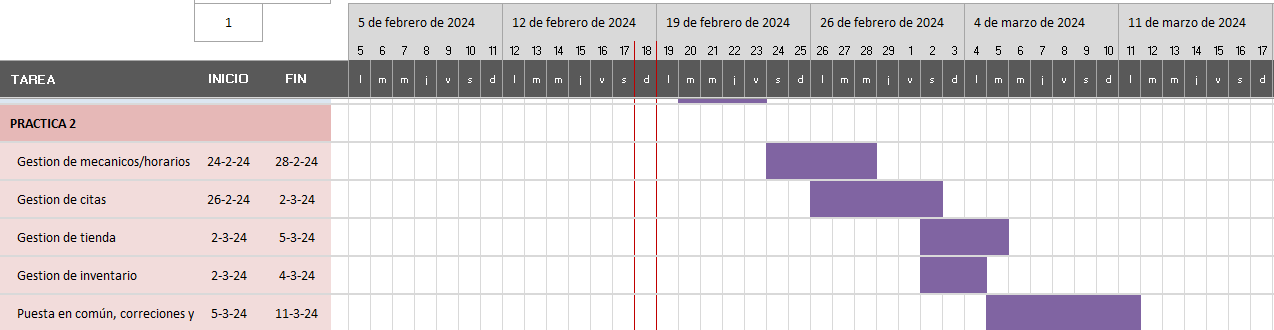 1
5 de febrero de 2024 12 de febrero de 2024 19 de febrero de 2024 26 de febrero de 2024 4 de marzo de 2024 11 de marzo de 2024
5 6 7 8 9 10 11 12 13 14 15 16 17 18 19 20 21 22 23 24 25 26 27 28 29 1 2 3 4 5 6 7 8 9 10 11 12 13 14 15 16 17
TAREA INICIO FIN l m m j v s d l m m j v s d l m m j v s d l m m j v s d l m m j v s d l m m j v s d
PRACTICA 2
Gestion de mecanicos/horarios 24-2-24 28-2-24
Gestion de citas 26-2-24 2-3-24
Gestion de tienda 2-3-24 5-3-24
Gestion de inventario 2-3-24 4-3-24
Puesta en común, correciones y 5-3-24 11-3-24